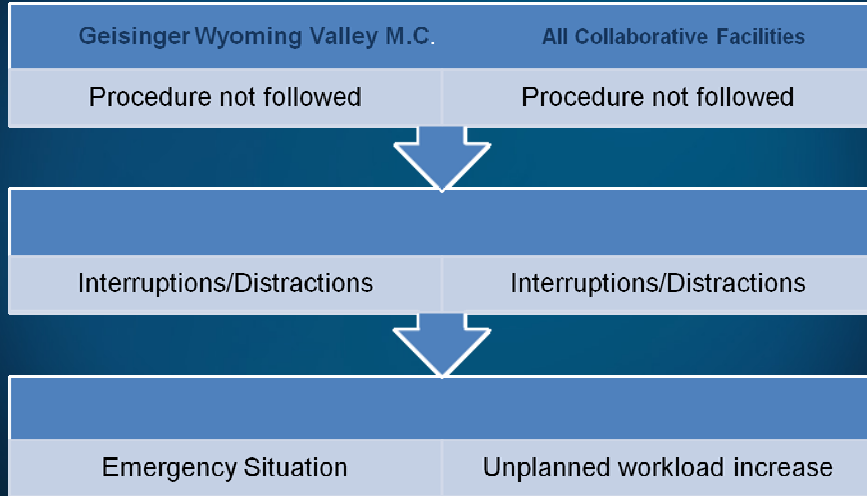 Geisinger Wyoming Valley M.C. All Collaborative Facilities
Procedure not followed Procedure not followed
Interruptions/Distractions Interruptions/Distractions
Emergency Situation Unplanned workload increase